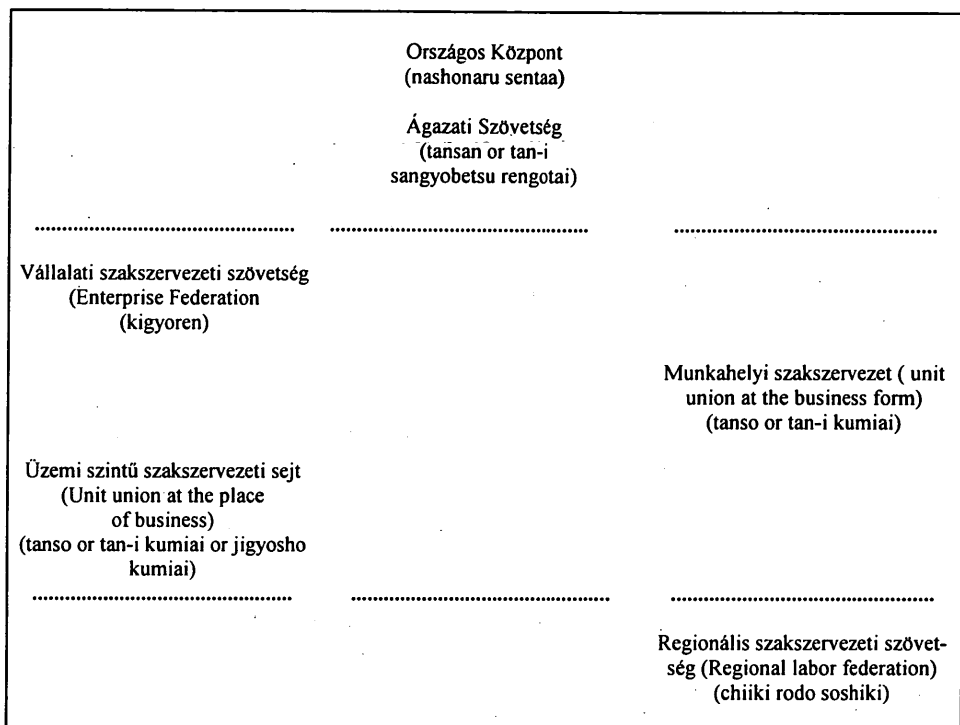 Országos Központ
(nashonaru sentaa)
Ágazati Szövetség
(tansan or tan-i
sangyobetsu rengotai)
Vállalati szakszervezeti szövetség
(Enterprise Federation
(kigyoren)
Munkahelyi szakszervezet ( unit
union at the business form)
(tanso or tan-i kumiai)
Üzemi szintű szakszervezeti sejt
(Unit union at the place
of business)
(tanso or tan-i kumiai or jigyosho
kumiai)
Regionális szakszervezeti szövet-
ség (Regional labor federation)
(chiiki rodo soshiki)